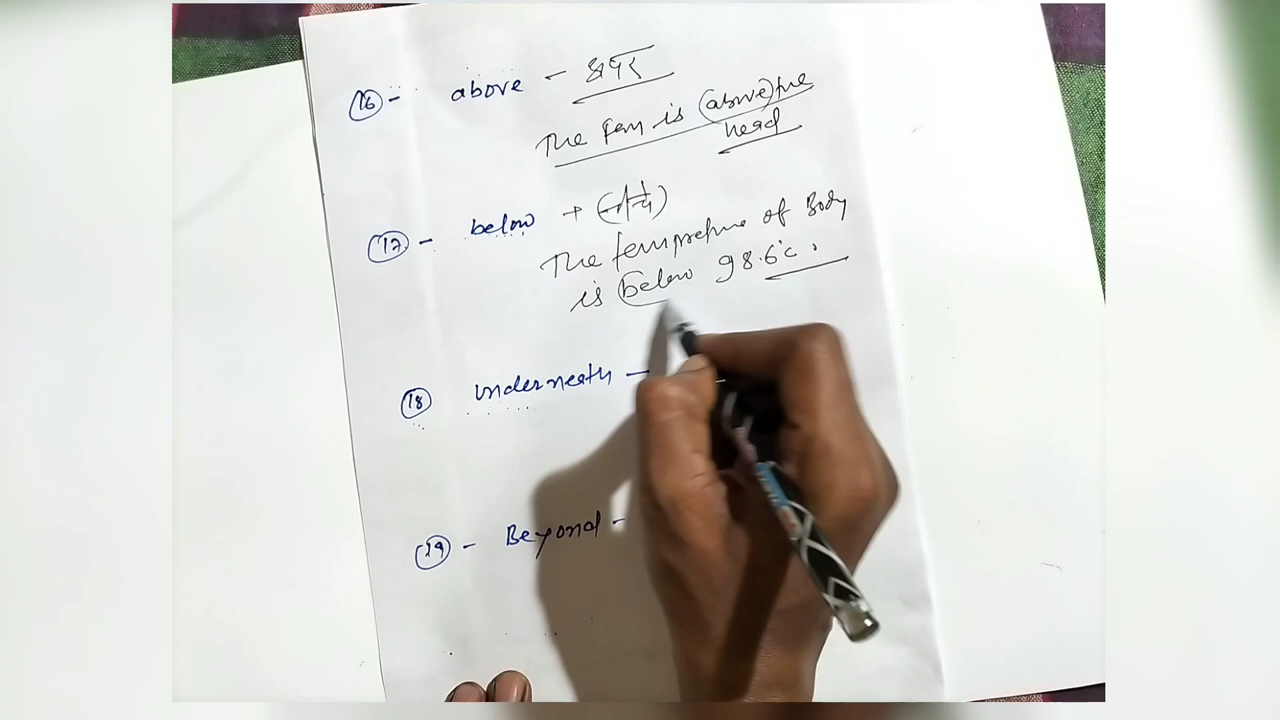 16 - above - ऊपर
The Fan is (above) the
head
17 - below +
The temprature of Body
is below 98.6°c.
18 underneath -
19 - Beyond -